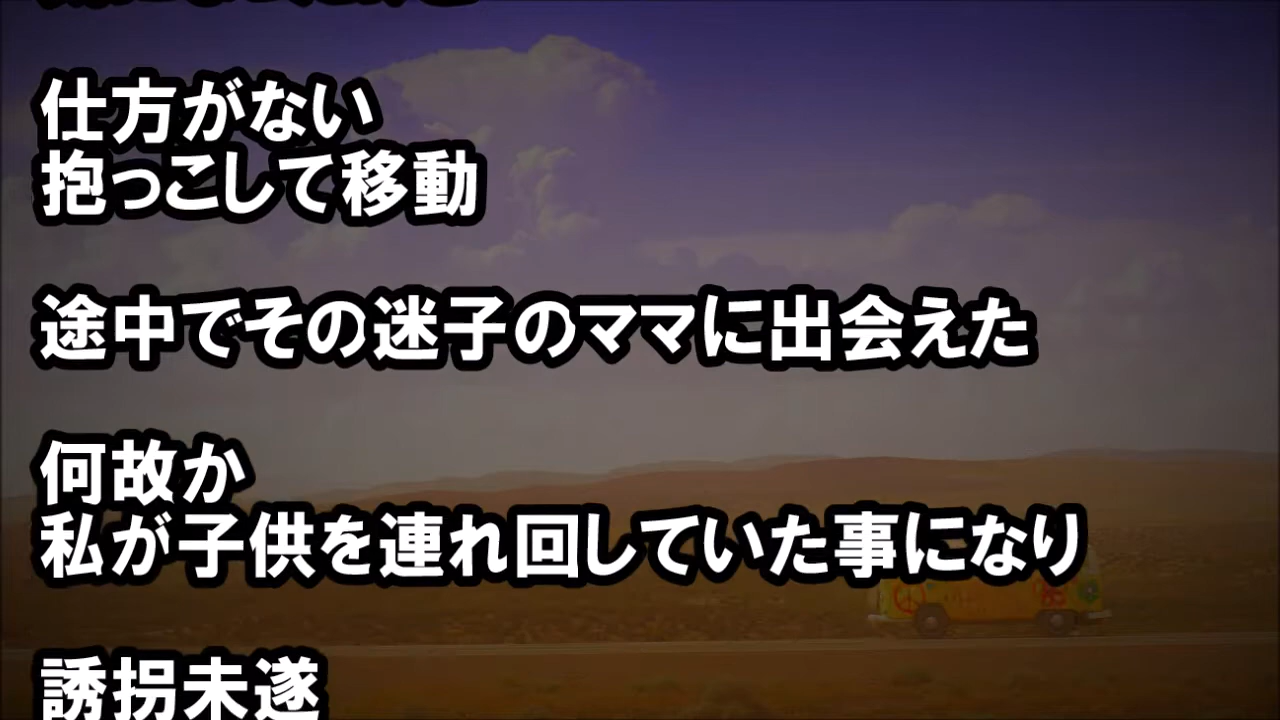 仕方がない
抱っこして移動
途中でその迷子のママに出会えた
何故か
私が子供を連れ回していた事になり
誘拐未遂